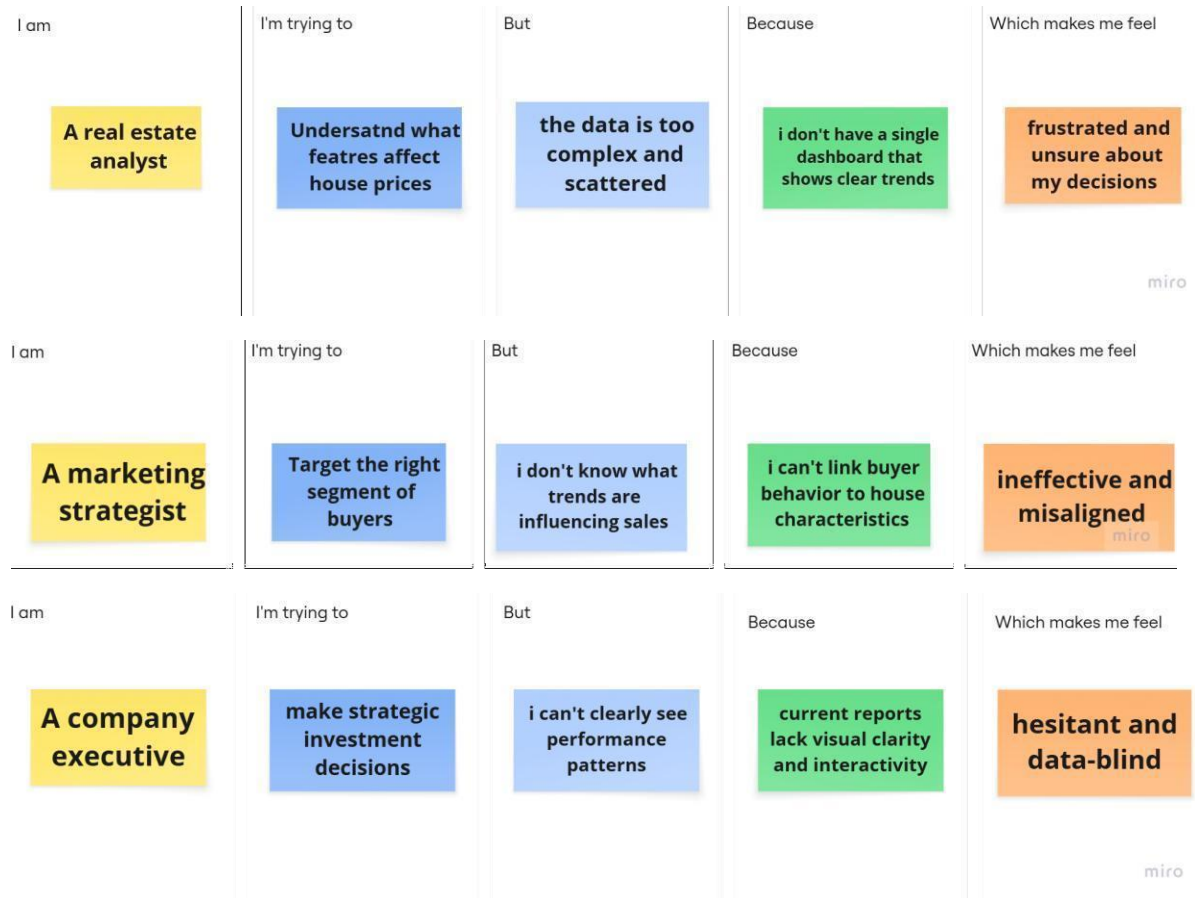 I am
I'm trying to
But
Because
Which makes me feel
A real estate
analyst
Undersatnd what
featres affect
house prices
the data is too
complex and
scattered
i don't have a single
dashboard that
shows clear trends
frustrated and
unsure about
my decisions
miro
I am
I'm trying to
But
Because
Which makes me feel
A marketing
strategist
Target the right
segment of
buyers
i don't know what
trends are
influencing sales
i can't link buyer
behavior to house
characteristics
ineffective and
misaligned
miro
I am
I'm trying to
But
Because
Which makes me feel
A company
executive
make strategic
investment
decisions
i can't clearly see
performance
patterns
current reports
lack visual clarity
and interactivity
hesitant and
data-blind
miro